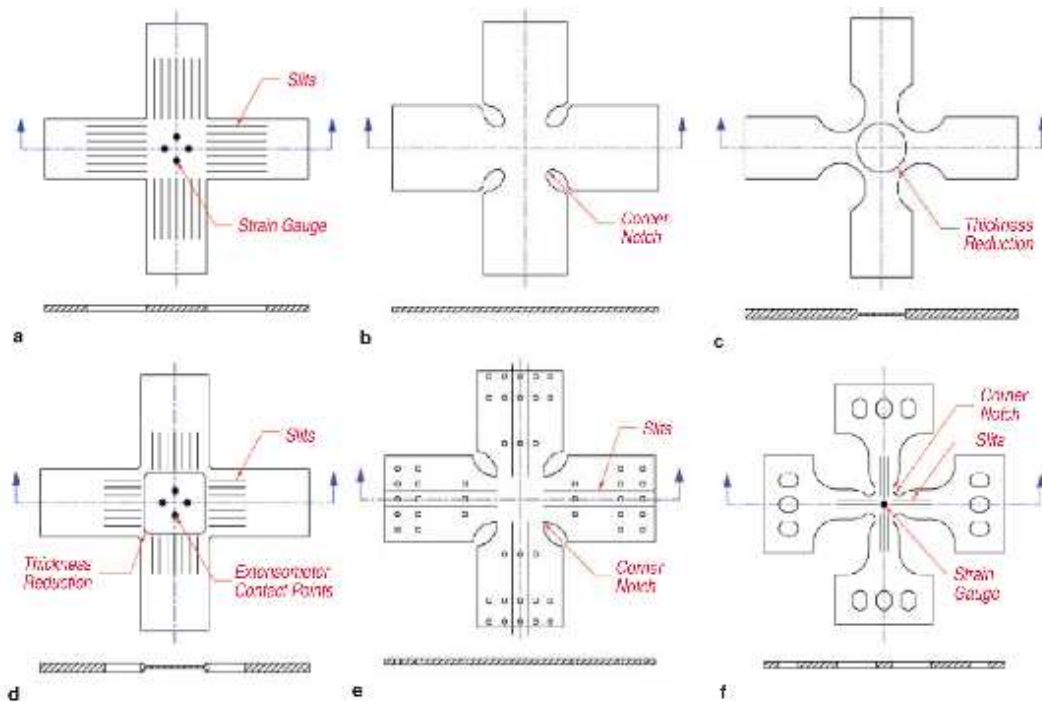 Slits
Strain Gauge
a
Corner
Notch
b
Thickness
Reduction
c
Slits
Thickness
Reduction
Extensometer
Contact Points
d
Slits
Corner
Notch
e
Corner
Notch
Slits
Strain
Gauge
f